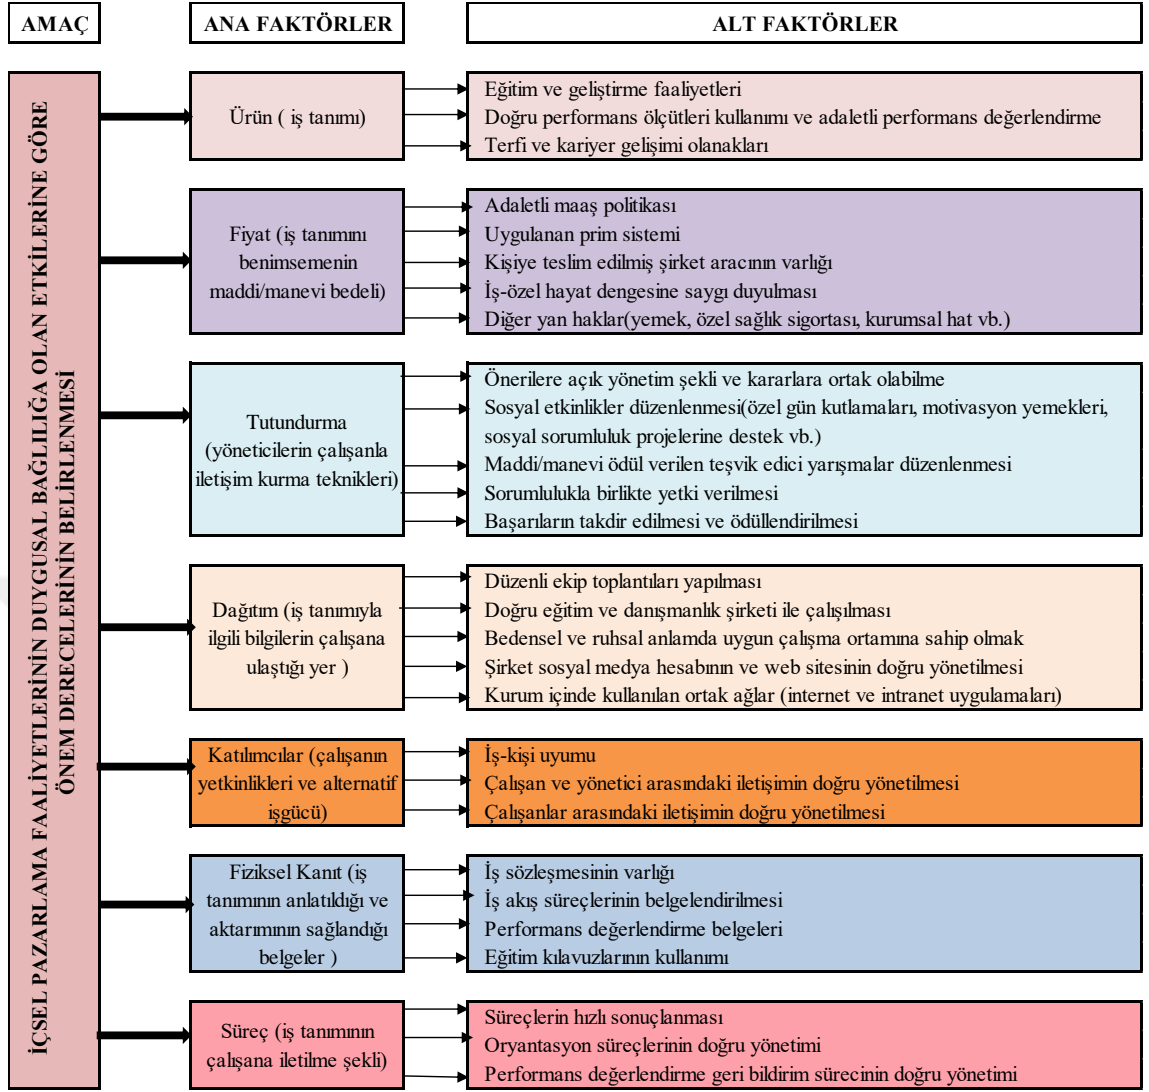 AMAÇ
ANA FAKTÖRLER
ALT FAKTÖRLER
İÇSEL PAZARLAMA FAALİYETLERİNİN DUYGUSAL BAĞLILIĞA OLAN ETKİLERİNE GÖRE
ÖNEM DERECELERİNİN BELİRLENMESİ
Ürün ( iş tanımı)
Eğitim ve geliştirme faaliyetleri
Doğru performans ölçütleri kullanımı ve adaletli performans değerlendirme
Terfi ve kariyer gelişimi olanakları
Fiyat (iş tanımını
benimsemenin
maddi/manevi bedeli)
Adaletli maaş politikası
Uygulanan prim sistemi
Kişiye teslim edilmiş şirket aracının varlığı
İş-özel hayat dengesine saygı duyulması
Diğer yan haklar(yemek, özel sağlık sigortası, kurumsal hat vb.)
Tutundurma
(yöneticilerin çalışanla
iletişim kurma teknikleri)
Önerilere açık yönetim şekli ve kararlara ortak olabilme
Sosyal etkinlikler düzenlenmesi(özel gün kutlamaları, motivasyon yemekleri,
sosyal sorumluluk projelerine destek vb.)
Maddi/manevi ödül verilen teşvik edici yarışmalar düzenlenmesi
Sorumlulukla birlikte yetki verilmesi
Başarıların takdir edilmesi ve ödüllendirilmesi
Dağıtım (iş tanımıyla
ilgili bilgilerin çalışana
ulaştığı yer )
Düzenli ekip toplantıları yapılması
Doğru eğitim ve danışmanlık şirketi ile çalışılması
Bedensel ve ruhsal anlamda uygun çalışma ortamına sahip olmak
Şirket sosyal medya hesabının ve web sitesinin doğru yönetilmesi
Kurum içinde kullanılan ortak ağlar (internet ve intranet uygulamaları)
Katılımcılar (çalışanın
yetkinlikleri ve alternatif
işgücü)
İş-kişi uyumu
Çalışan ve yönetici arasındaki iletişimin doğru yönetilmesi
Çalışanlar arasındaki iletişimin doğru yönetilmesi
Fiziksel Kanıt (iş
tanımının anlatıldığı ve
aktarımının sağlandığı
belgeler )
İş sözleşmesinin varlığı
İş akış süreçlerinin belgelendirilmesi
Performans değerlendirme belgeleri
Eğitim kılavuzlarının kullanımı
Süreç (iş tanımının
çalışana iletilme şekli)
Süreçlerin hızlı sonuçlanması
Oryantasyon süreçlerinin doğru yönetimi
Performans değerlendirme geri bildirim sürecinin doğru yönetimi